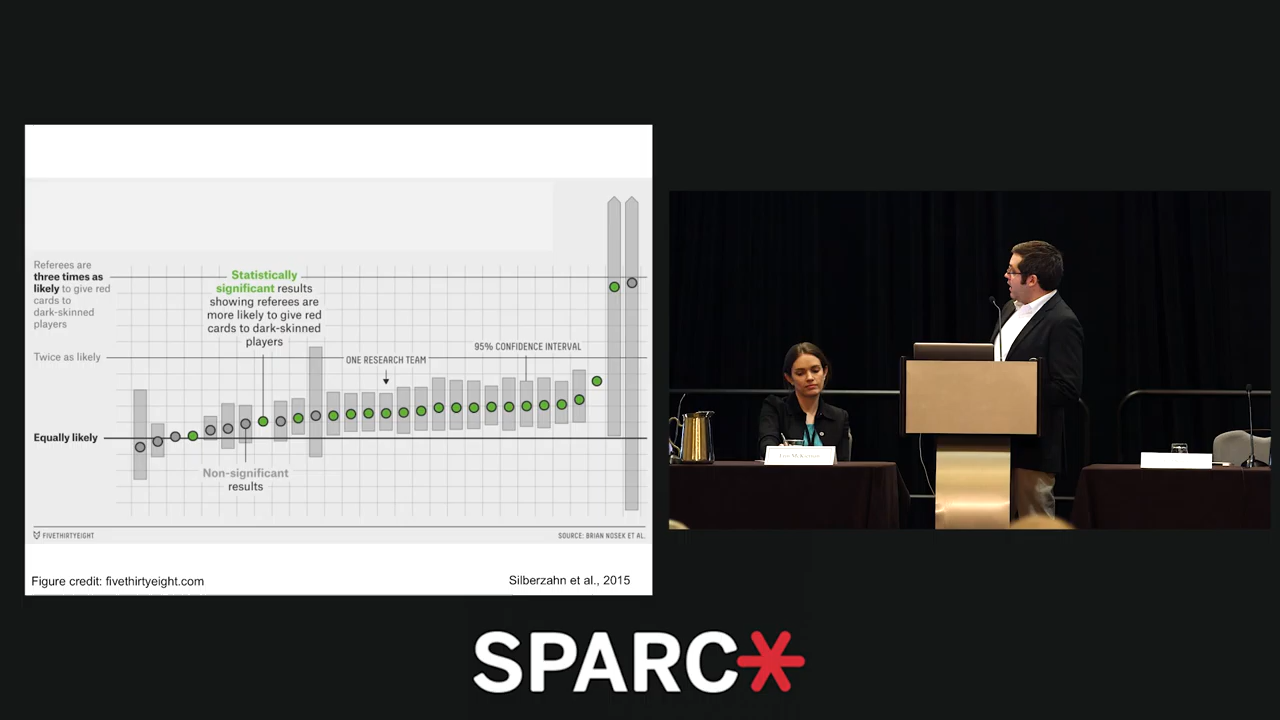 Referees are
three times as
likely to give red
cards to
dark-skinned
players
Statistically
significant results
showing referees are
more likely to give red
cards to dark-skinned
players
Twice as likely
ONE RESEARCH TEAM
95% CONFIDENCE INTERVAL
Equally likely
Non-significant
results
FIVETHIRTYEIGHT
SOURCE: BRIAN NOSEK ET AL.
Figure credit: fivethirtyeight.com
Silberzahn et al., 2015
SPARC*